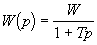 W(p) = W / (1 + Tp)